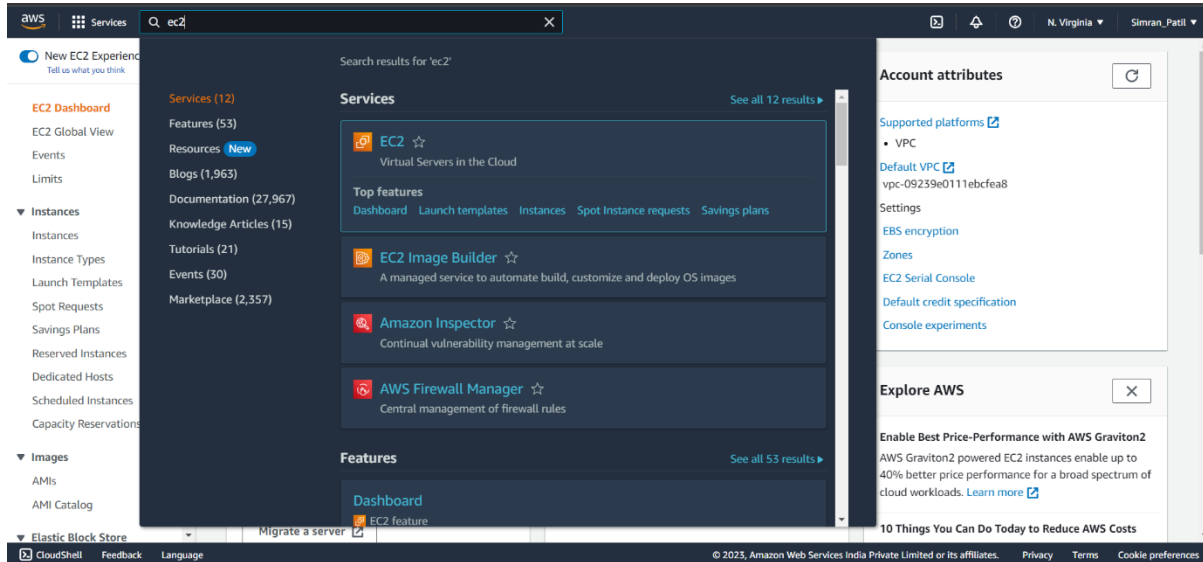 aws
Services
ec2
N. Virginia
Simran_Patil
New EC2 Experienc
Tell us what you think
EC2 Dashboard
EC2 Global View
Events
Limits
Instances
Instances
Instance Types
Launch Templates
Spot Requests
Savings Plans
Reserved Instances
Dedicated Hosts
Scheduled Instances
Capacity Reservations
Images
AMIs
AMI Catalog
Elastic Block Store
Search results for 'ec2'
Services (12)
Features (53)
Resources New
Blogs (1,963)
Documentation (27,967)
Knowledge Articles (15)
Tutorials (21)
Events (30)
Marketplace (2,357)
Services
See all 12 results
EC2
Virtual Servers in the Cloud
Top features
Dashboard Launch templates Instances Spot Instance requests Savings plans
EC2 Image Builder
A managed service to automate build, customize and deploy OS images
Amazon Inspector
Continual vulnerability management at scale
AWS Firewall Manager
Central management of firewall rules
Features
See all 53 results
Dashboard
EC2 feature
Migrate a server
Account attributes
Supported platforms
• VPC
Default VPC
vpc-09239e0111ebcfea8
Settings
EBS encryption
Zones
EC2 Serial Console
Default credit specification
Console experiments
Explore AWS
Enable Best Price-Performance with AWS Graviton2
AWS Graviton2 powered EC2 instances enable up to
40% better price performance for a broad spectrum of
cloud workloads. Learn more
10 Things You Can Do Today to Reduce AWS Costs
CloudShell Feedback Language
© 2023, Amazon Web Services India Private Limited or its affiliates. Privacy Terms Cookie preferences